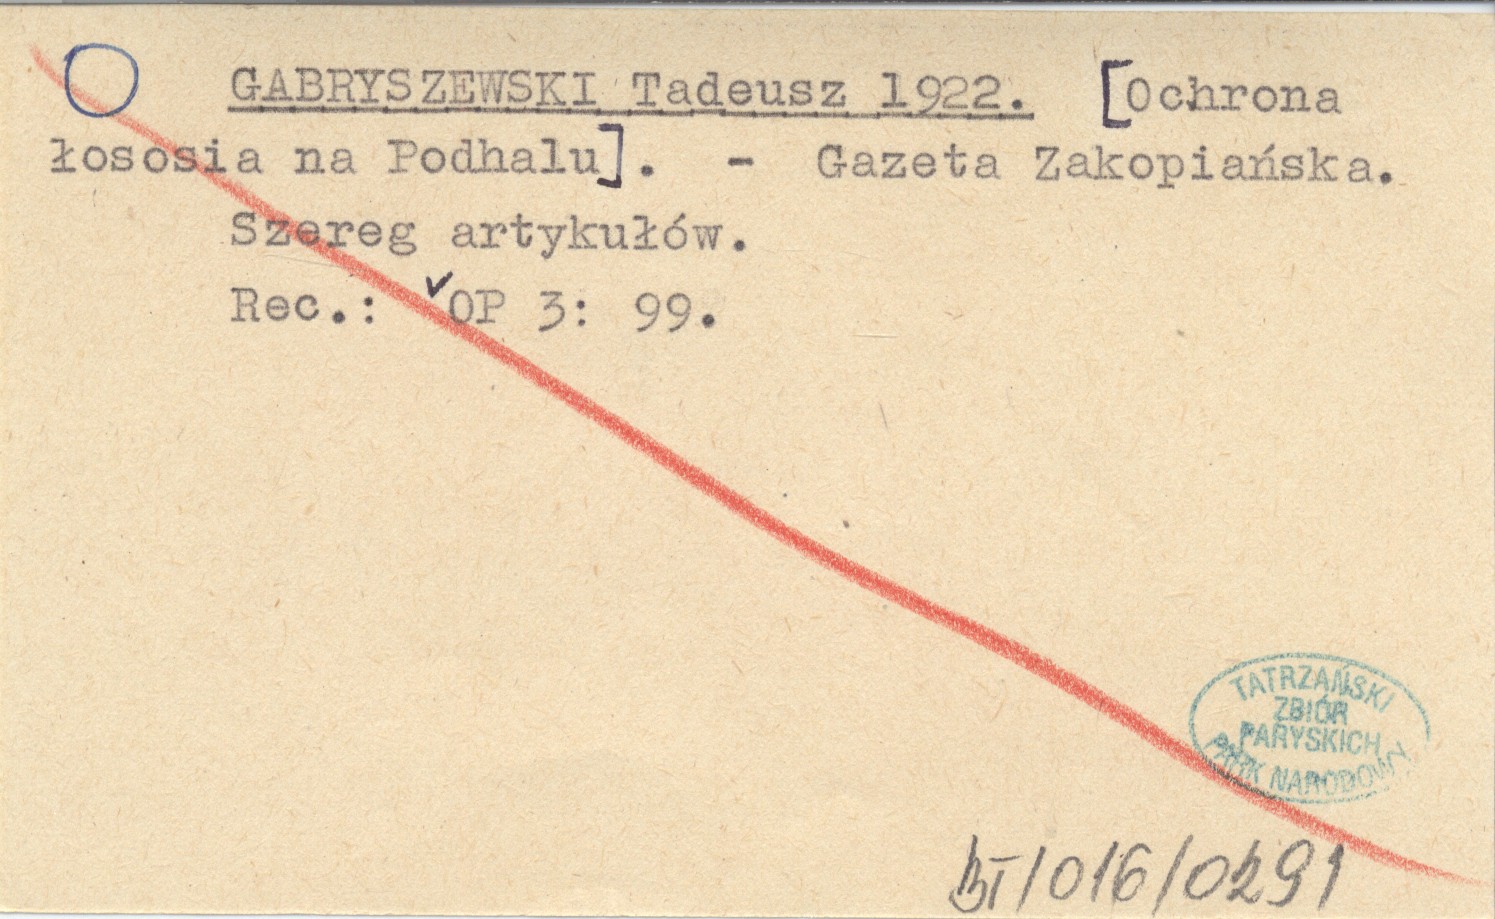 GABRYSZEWSKI Tadeusz 1922. [Ochrona
łososia na Podhalu]. - Gazeta Zakopiańska.
Szereg artykułów.
Rec.: OP 3: 99.
TATRZAŃSKI
ZBIÓR
PARYSKICH
PARK NARODOWY
BT/016/0291